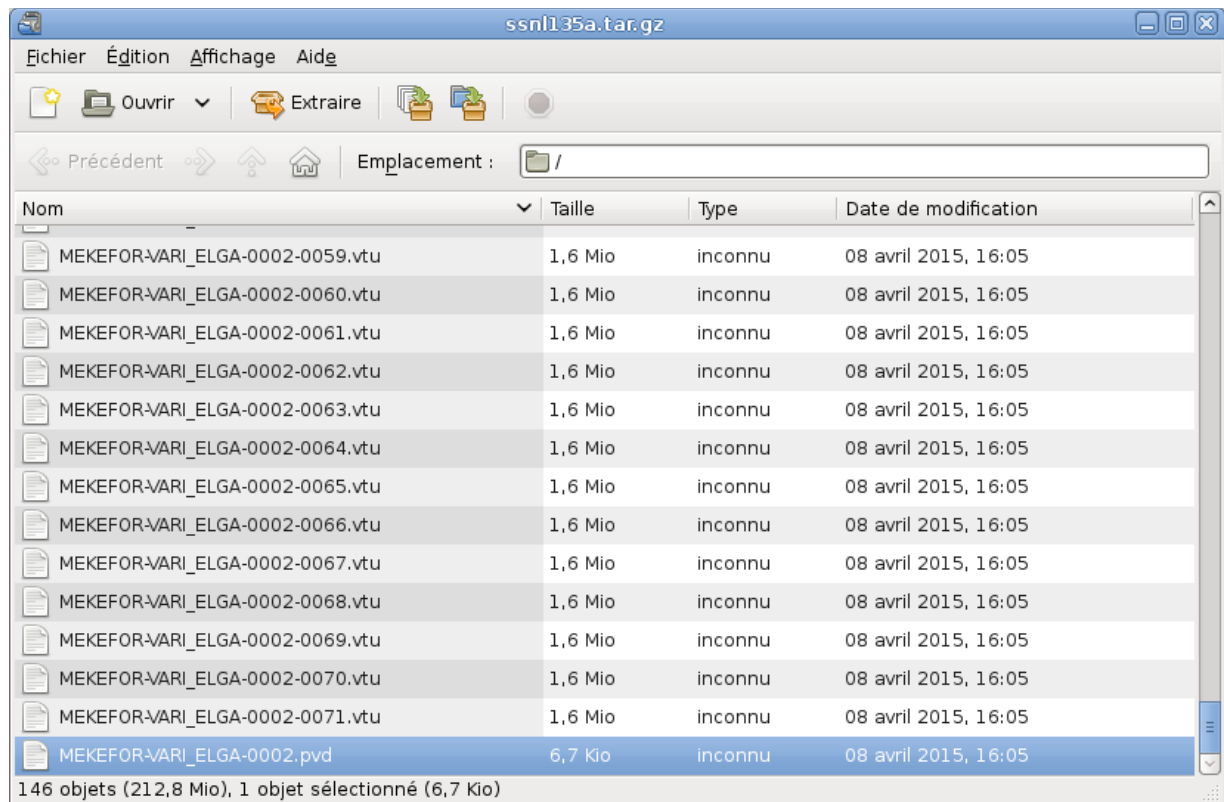 ssnl135a.tar.gz
Fichier Édition Affichage Aide
Ouvrir Extraire
Précédent Emplacement : /
Nom Taille Type Date de modification
MEKEFOR-VARI_ELGA-0002-0059.vtu 1,6 Mio inconnu 08 avril 2015, 16:05
MEKEFOR-VARI_ELGA-0002-0060.vtu 1,6 Mio inconnu 08 avril 2015, 16:05
MEKEFOR-VARI_ELGA-0002-0061.vtu 1,6 Mio inconnu 08 avril 2015, 16:05
MEKEFOR-VARI_ELGA-0002-0062.vtu 1,6 Mio inconnu 08 avril 2015, 16:05
MEKEFOR-VARI_ELGA-0002-0063.vtu 1,6 Mio inconnu 08 avril 2015, 16:05
MEKEFOR-VARI_ELGA-0002-0064.vtu 1,6 Mio inconnu 08 avril 2015, 16:05
MEKEFOR-VARI_ELGA-0002-0065.vtu 1,6 Mio inconnu 08 avril 2015, 16:05
MEKEFOR-VARI_ELGA-0002-0066.vtu 1,6 Mio inconnu 08 avril 2015, 16:05
MEKEFOR-VARI_ELGA-0002-0067.vtu 1,6 Mio inconnu 08 avril 2015, 16:05
MEKEFOR-VARI_ELGA-0002-0068.vtu 1,6 Mio inconnu 08 avril 2015, 16:05
MEKEFOR-VARI_ELGA-0002-0069.vtu 1,6 Mio inconnu 08 avril 2015, 16:05
MEKEFOR-VARI_ELGA-0002-0070.vtu 1,6 Mio inconnu 08 avril 2015, 16:05
MEKEFOR-VARI_ELGA-0002-0071.vtu 1,6 Mio inconnu 08 avril 2015, 16:05
MEKEFOR-VARI_ELGA-0002.pvd 6,7 Kio inconnu 08 avril 2015, 16:05
146 objets (212,8 Mio), 1 objet sélectionné (6,7 Kio)